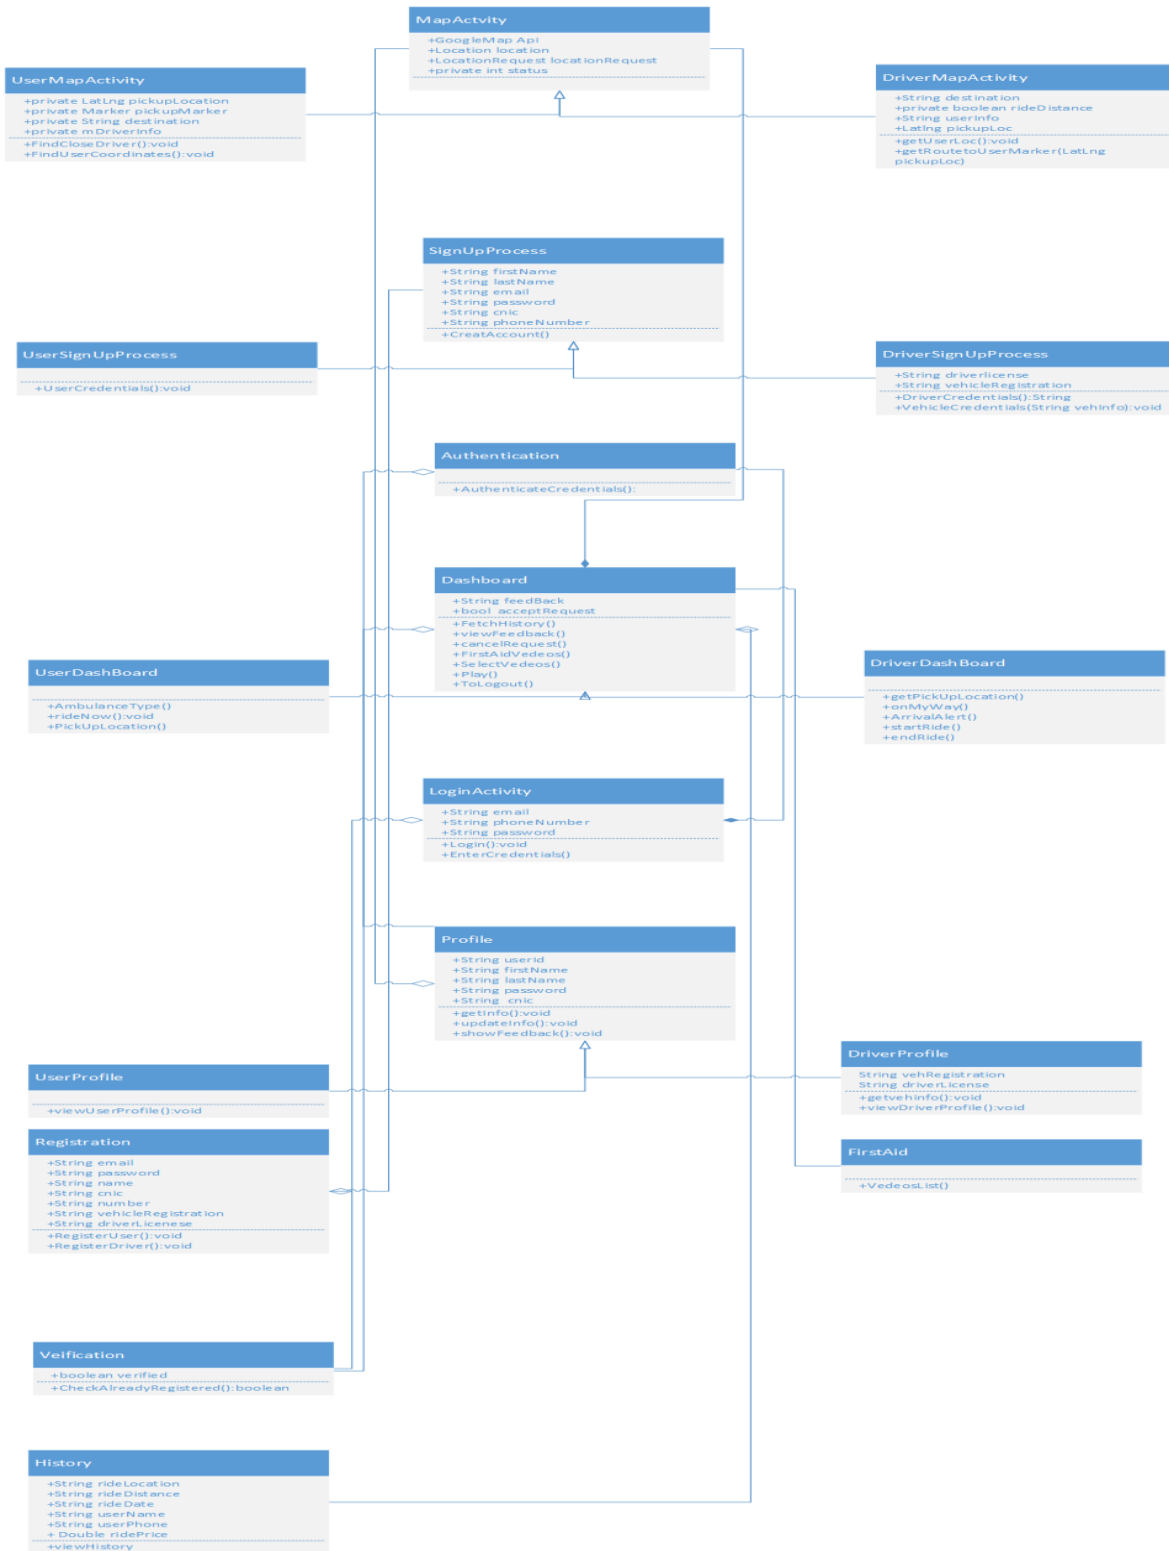 MapActvity
+GoogleMap Api
+Location location
+LocationRequest locationRequest
+private int status
UserMapActivity
+private LatLng pickupLocation
+private Marker pickupMarker
+private String destination
+private mDriverInfo
+FindCloseDriver():void
+FindUserCoordinates():void
DriverMapActivity
+String destination
+private boolean rideDistance
+String userInfo
+Latlng pickupLoc
+getUserLoc():void
+getRoutetoUserMarker(LatLng
pickupLoc)
SignUpProcess
+String firstName
+String lastName
+String email
+String password
+String cnic
+String phoneNumber
+CreatAccount()
UserSignUpProcess
+UserCredentials():void
DriverSignUpProcess
+String driverlicense
+String vehicleRegistration
+DriverCredentials():String
+VehicleCredentials(String vehInfo):void
Authentication
+AuthenticateCredentials():
Dashboard
+String feedBack
+bool acceptRequest
+FetchHistory()
+viewFeedback()
+cancelRequest()
+FirstAidVedeos()
+SelectVedeos()
+Play()
+ToLogout()
UserDashBoard
+AmbulanceType()
+rideNow():void
+PickUpLocation()
DriverDashBoard
+getPickUpLocation()
+onMyWay()
+ArrivalAlert()
+startRide()
+endRide()
LoginActivity
+String email
+String phoneNumber
+String password
+Login():void
+EnterCredentials()
Profile
+String userid
+String firstName
+String lastName
+String password
+String cnic
+getInfo():void
+updateInfo():void
+showFeedback():void
UserProfile
+viewUserProfile():void
DriverProfile
String vehRegistration
String driverLicense
+getvehinfo():void
+viewDriverProfile():void
Registration
+String email
+String password
+String name
+String cnic
+String number
+String vehicleRegistration
+String driverLicenese
+RegisterUser():void
+RegisterDriver():void
FirstAid
+VedeosList()
Veification
+boolean verified
+CheckAlreadyRegistered():boolean
History
+String rideLocation
+String rideDistance
+String rideDate
+String userName
+String userPhone
+ Double ridePrice
+viewHistory